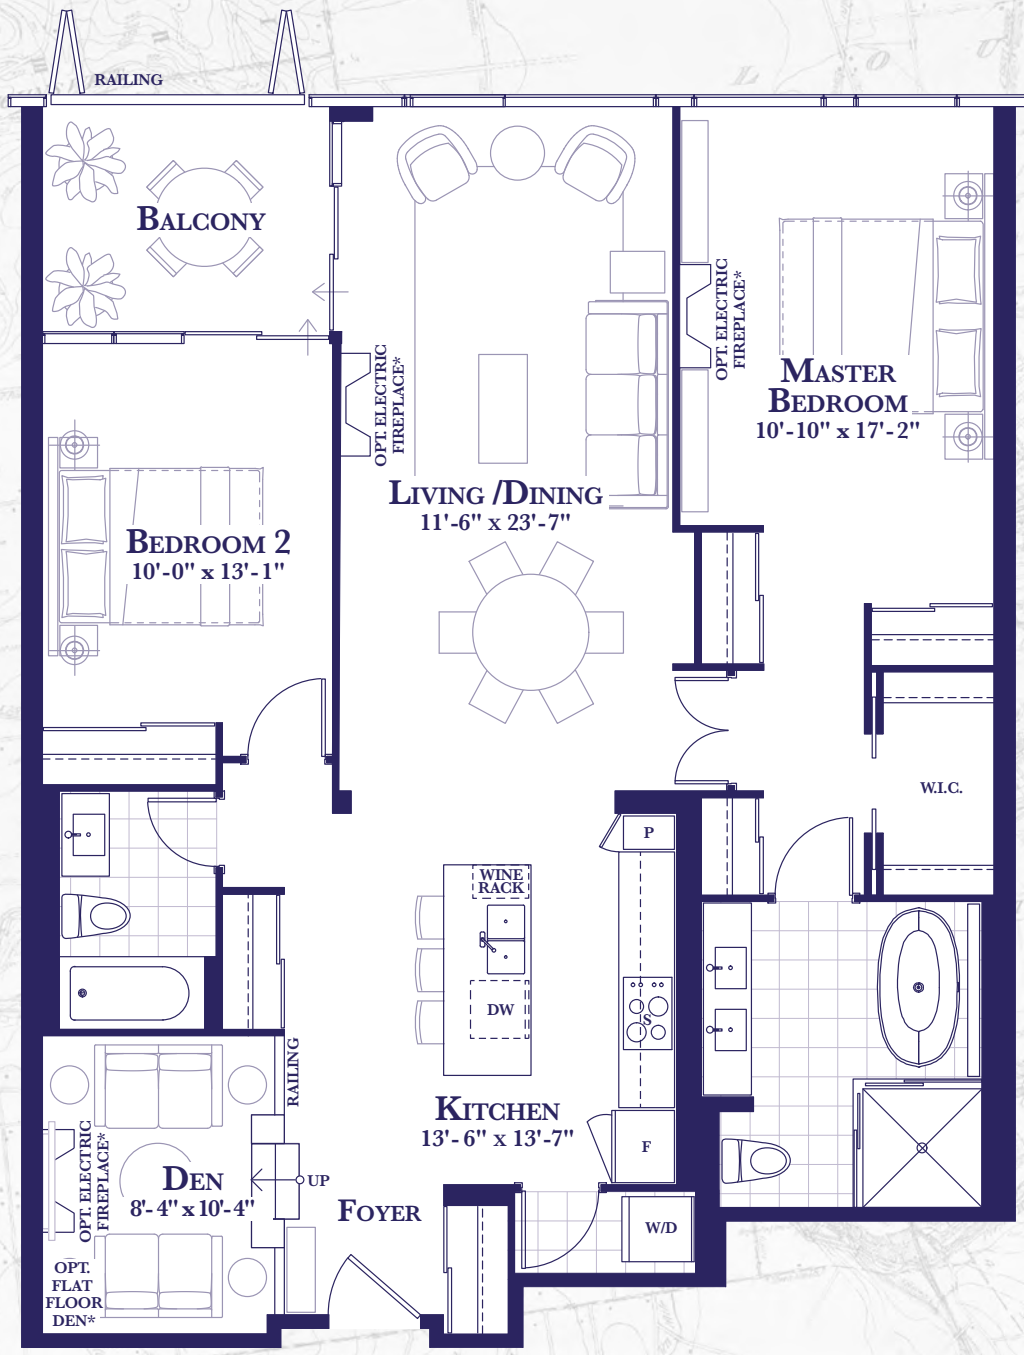 RAILING
BALCONY
OPT. ELECTRIC
FIREPLACE*
MASTER
BEDROOM
10'-10" x 17'-2"
OPT. ELECTRIC
FIREPLACE*
LIVING /DINING
11'-6" x 23'-7"
BEDROOM 2
10'-0" x 13'-1"
W.I.C.
P
WINE
RACK
DW
S
RAILING
KITCHEN
13'-6" x 13'-7"
F
OPT. ELECTRIC
FIREPLACE*
DEN
8'-4" x 10'-4"
UP
FOYER
W/D
OPT.
FLAT
FLOOR
DEN*
L O U